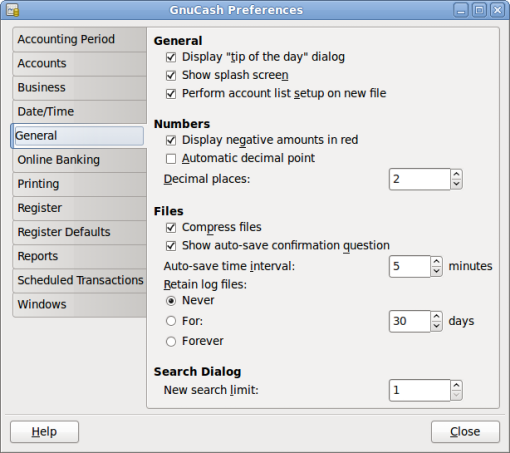 GnuCash Preferences
Accounting Period
Accounts
Business
Date/Time
General
Online Banking
Printing
Register
Register Defaults
Reports
Scheduled Transactions
Windows
General
Display "tip of the day" dialog
Show splash screen
Perform account list setup on new file
Numbers
Display negative amounts in red
Automatic decimal point
Decimal places: 2
Files
Compress files
Show auto-save confirmation question
Auto-save time interval: 5 minutes
Retain log files:
Never
For: 30 days
Forever
Search Dialog
New search limit: 1
Help Close